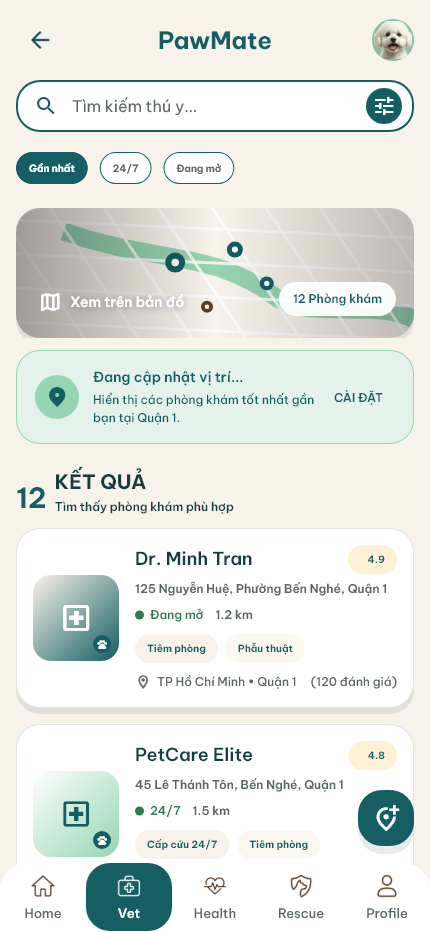 PawMate
Tìm kiếm thú y...
Gần nhất
24/7
Đang mở
Xem trên bản đồ
12 Phòng khám
Đang cập nhật vị trí...
Hiển thị các phòng khám tốt nhất gần
bạn tại Quận 1.
CÀI ĐẶT
12
KẾT QUẢ
Tìm thấy phòng khám phù hợp
Dr. Minh Tran
4.9
125 Nguyễn Huệ, Phường Bến Nghé, Quận 1
Đang mở
1.2 km
Tiêm phòng
Phẫu thuật
TP Hồ Chí Minh • Quận 1
(120 đánh giá)
PetCare Elite
4.8
45 Lê Thánh Tôn, Bến Nghé, Quận 1
24/7
1.5 km
Cấp cứu 24/7
Tiêm phòng
Home
Vet
Health
Rescue
Profile